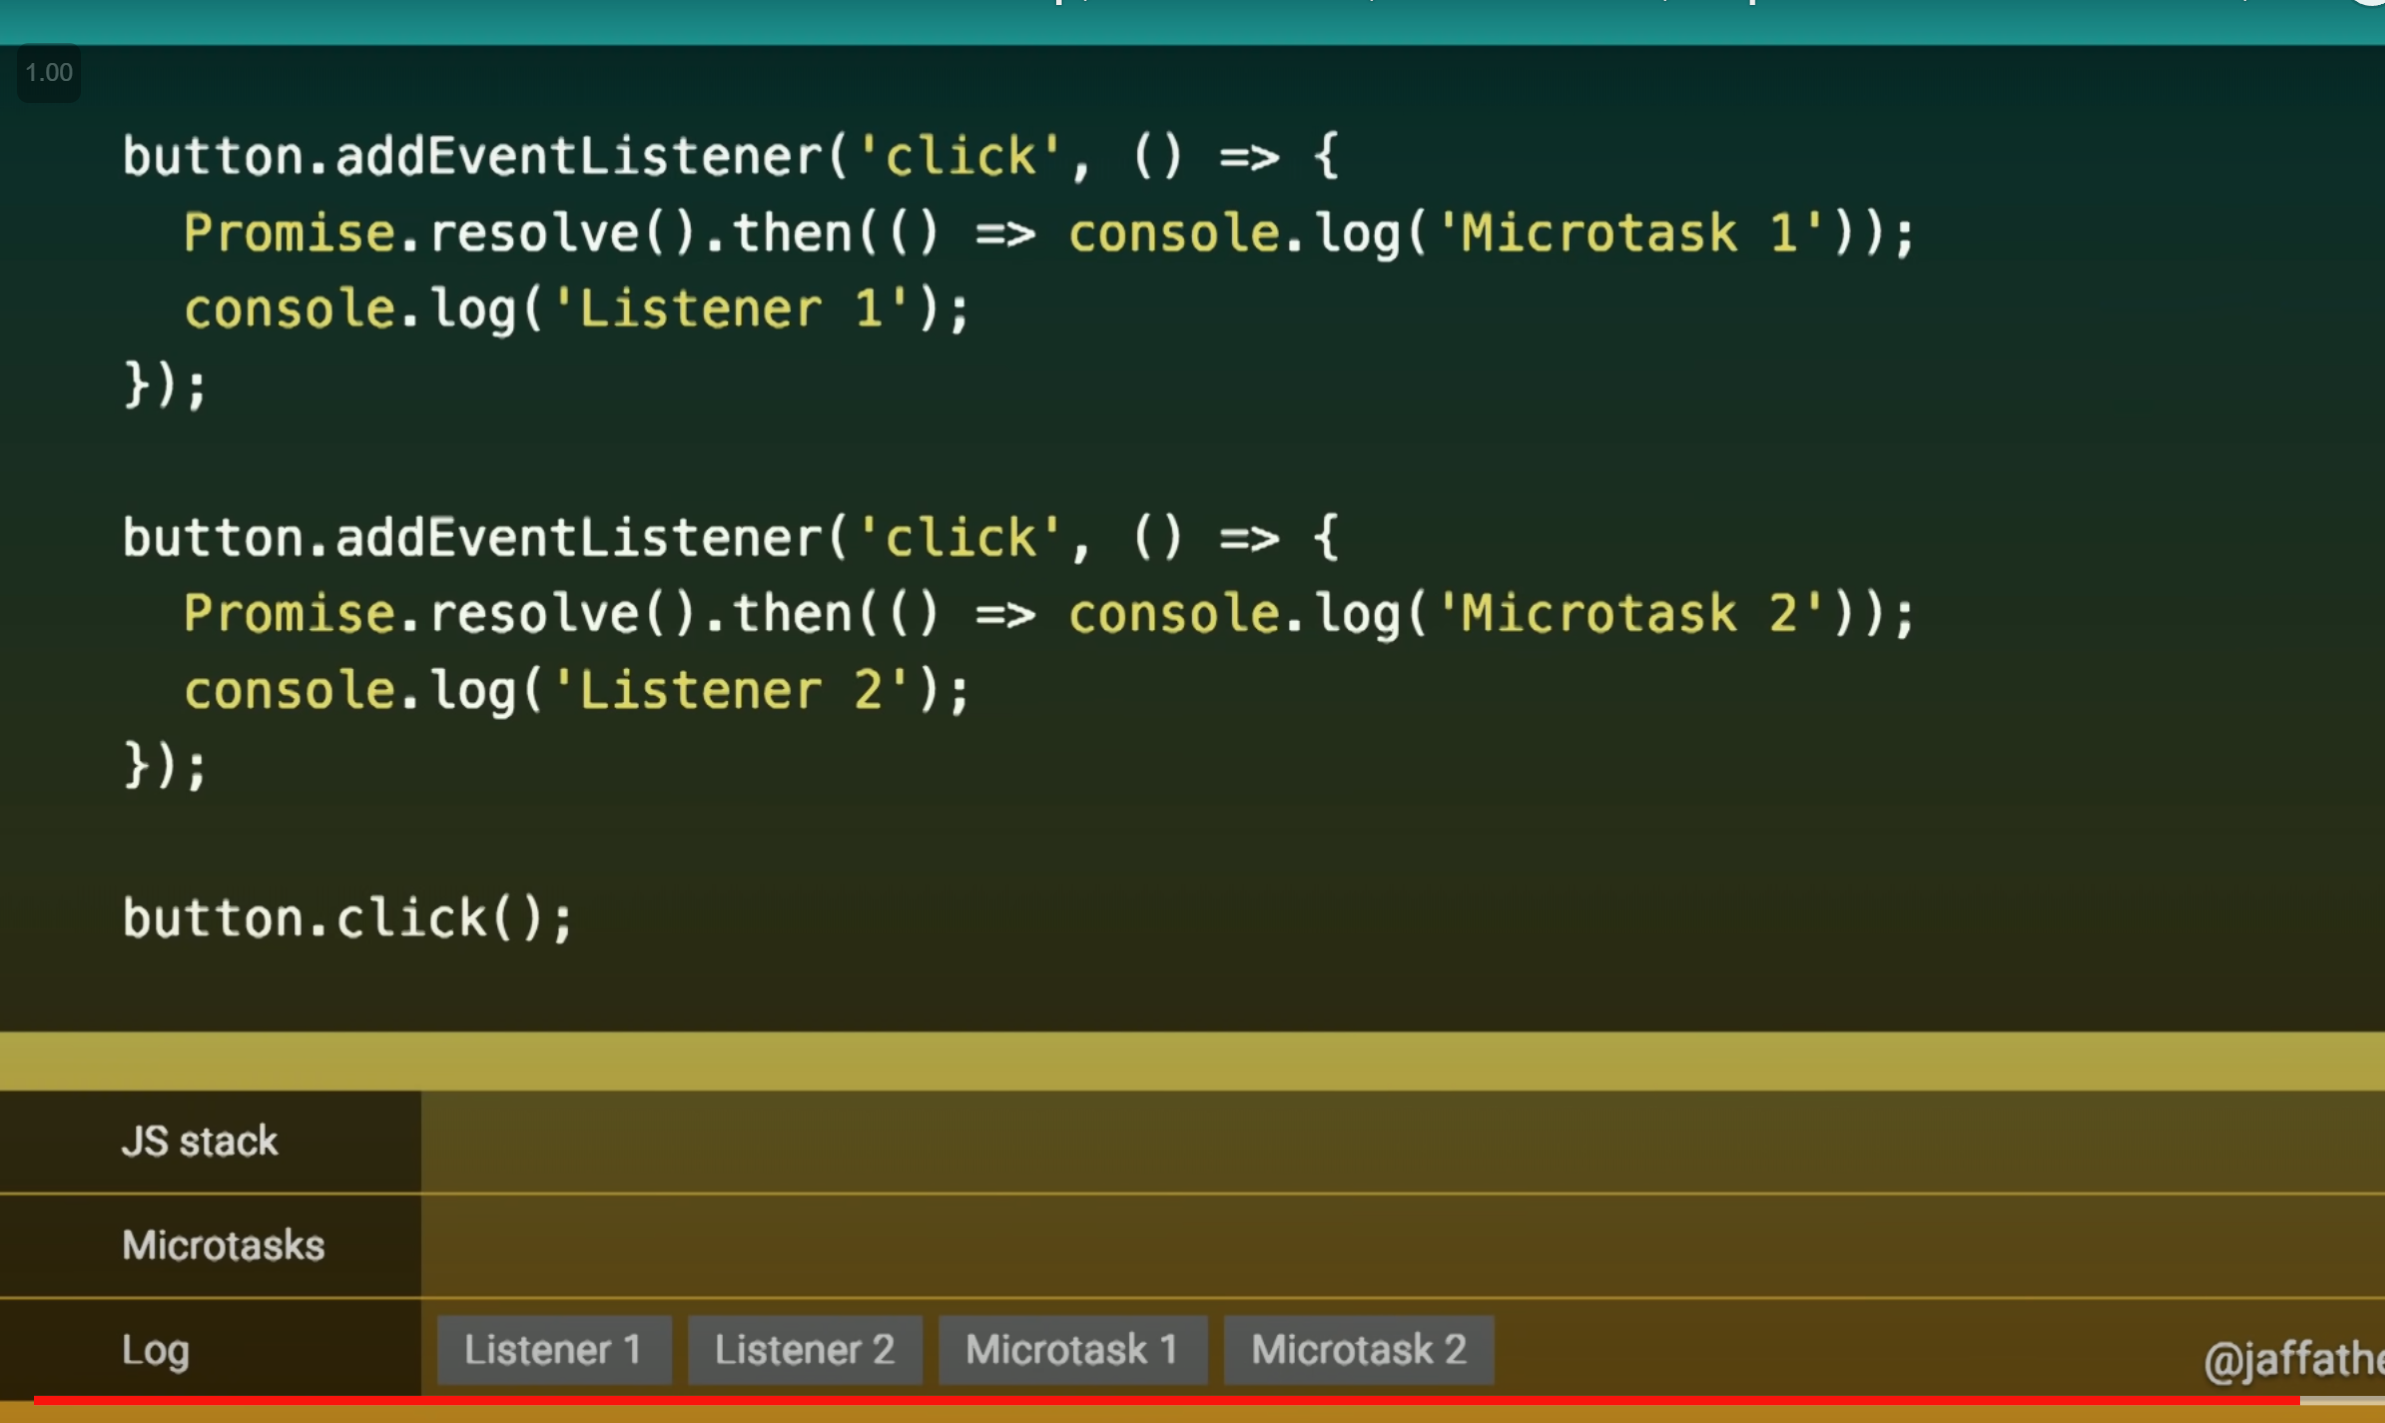 1.00
button.addEventListener('click', () => {
  Promise.resolve().then(() => console.log('Microtask 1'));
  console.log('Listener 1');
});
button.addEventListener('click', () => {
  Promise.resolve().then(() => console.log('Microtask 2'));
  console.log('Listener 2');
});
button.click();
JS stack
Microtasks
Log Listener 1 Listener 2 Microtask 1 Microtask 2
@jaffathe